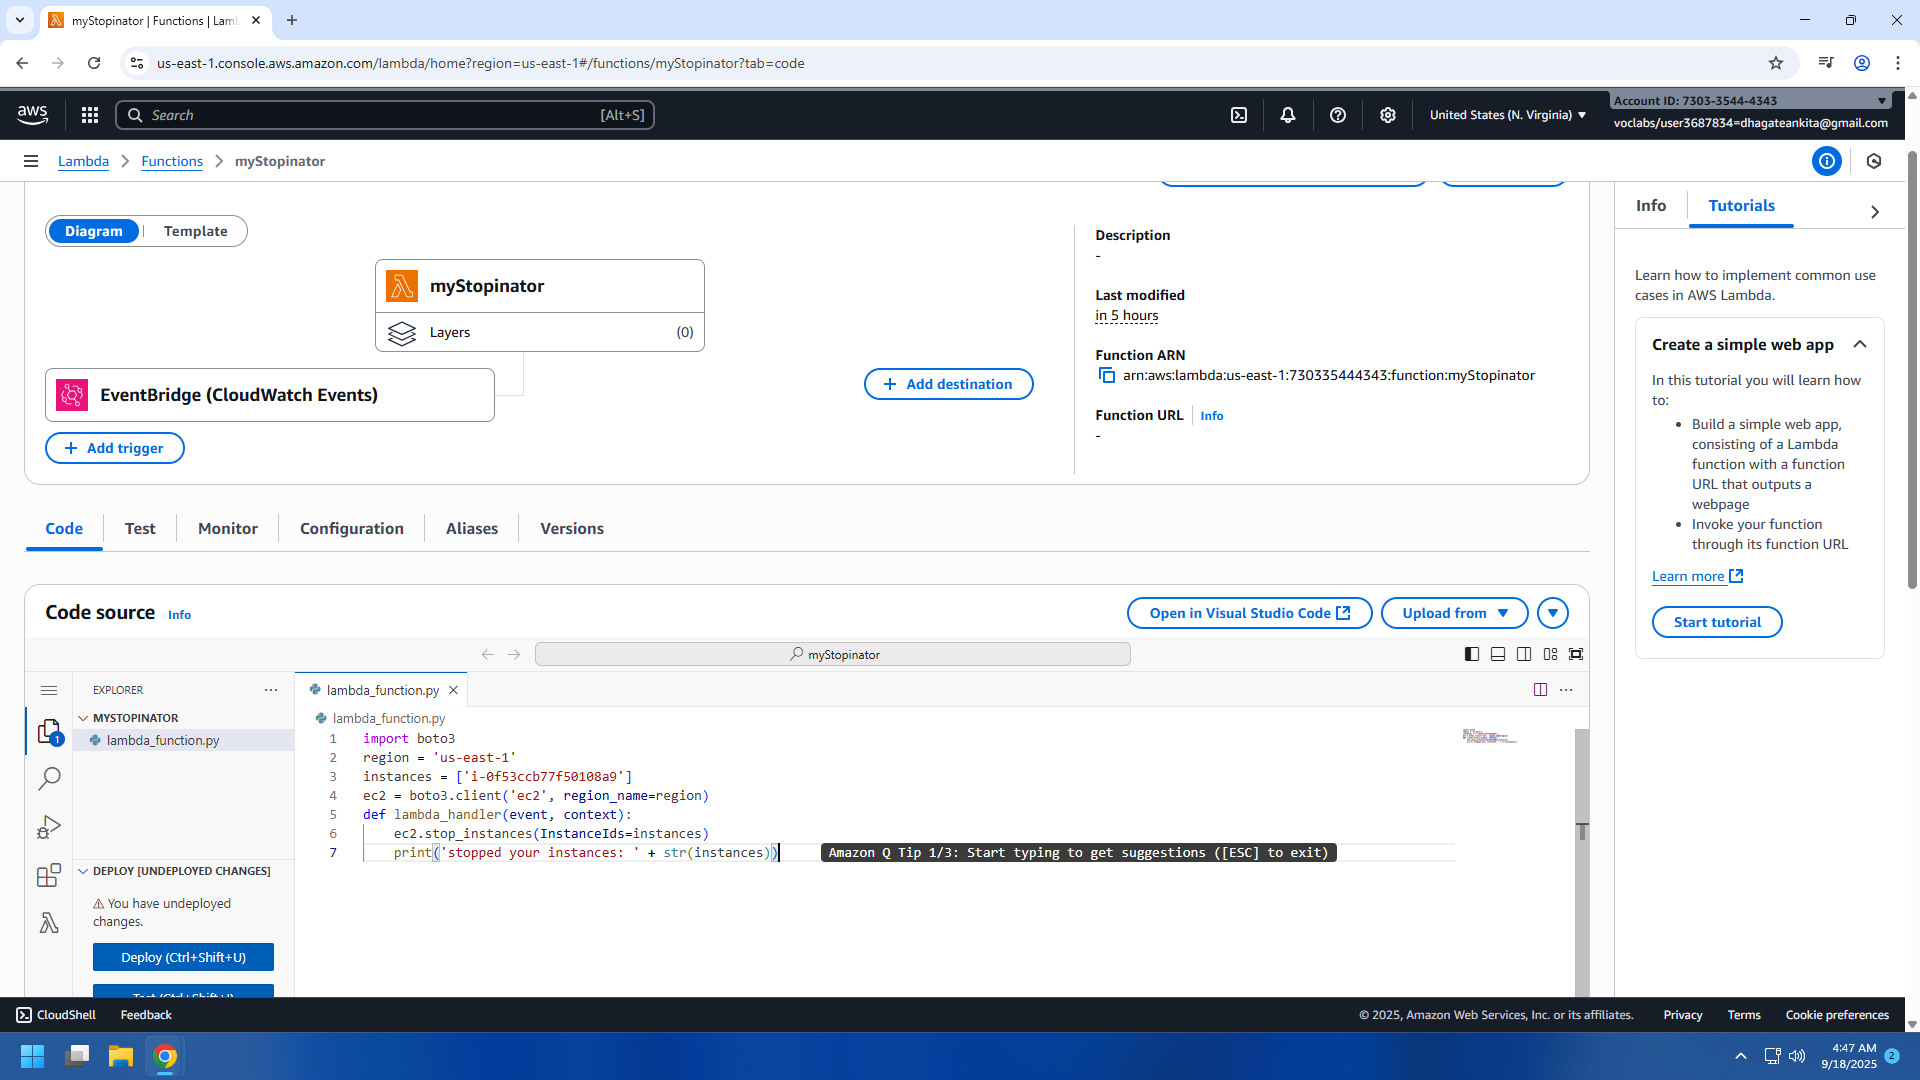 myStopinator | Functions | Lam
us-east-1.console.aws.amazon.com/lambda/home?region=us-east-1#/functions/myStopinator?tab=code
aws
Search
[Alt+S]
United States (N. Virginia)
Account ID: 7303-3544-4343
voclabs/user3687834=dhagateankita@gmail.com
Lambda
Functions
myStopinator
Info
Tutorials
Diagram
Template
myStopinator
Layers
(0)
EventBridge (CloudWatch Events)
Add trigger
Add destination
Description
-
Last modified
in 5 hours
Function ARN
arn:aws:lambda:us-east-1:730335444343:function:myStopinator
Function URL
Info
-
Learn how to implement common use
cases in AWS Lambda.
Create a simple web app
In this tutorial you will learn how
to:
Build a simple web app,
consisting of a Lambda
function with a function
URL that outputs a
webpage
Invoke your function
through its function URL
Learn more
Start tutorial
Code
Test
Monitor
Configuration
Aliases
Versions
Code source
Info
Open in Visual Studio Code
Upload from
myStopinator
EXPLORER
MYSTOPINATOR
lambda_function.py
1
DEPLOY [UNDEPLOYED CHANGES]
You have undeployed
changes.
Deploy (Ctrl+Shift+U)
Test (Ctrl+Shift+I)
lambda_function.py
lambda_function.py
1 import boto3
2 region = 'us-east-1'
3 instances = ['i-0f53ccb77f50108a9']
4 ec2 = boto3.client('ec2', region_name=region)
5 def lambda_handler(event, context):
6 ec2.stop_instances(InstanceIds=instances)
7 print('stopped your instances: ' + str(instances))
Amazon Q Tip 1/3: Start typing to get suggestions ([ESC] to exit)
CloudShell
Feedback
© 2025, Amazon Web Services, Inc. or its affiliates.
Privacy
Terms
Cookie preferences
4:47 AM
9/18/2025
2